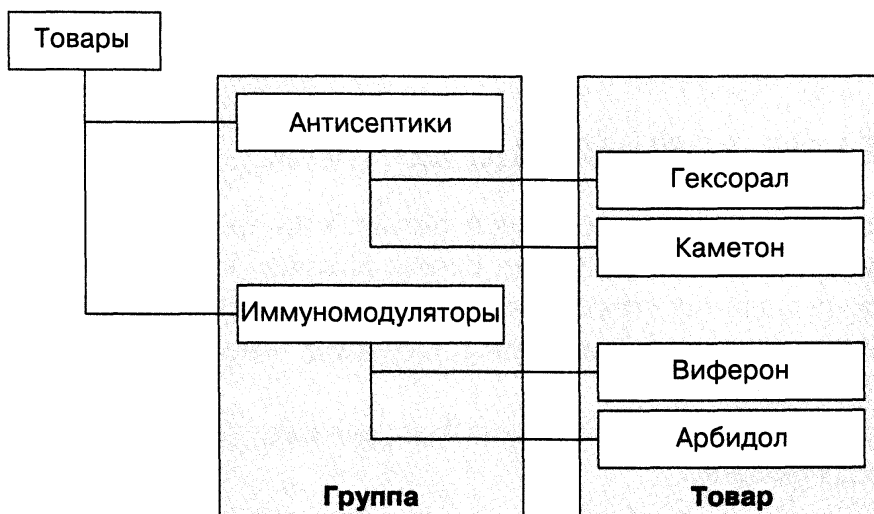 Товары
Антисептики
Гексорал
Каметон
Иммуномодуляторы
Виферон
Арбидол
Группа
Товар